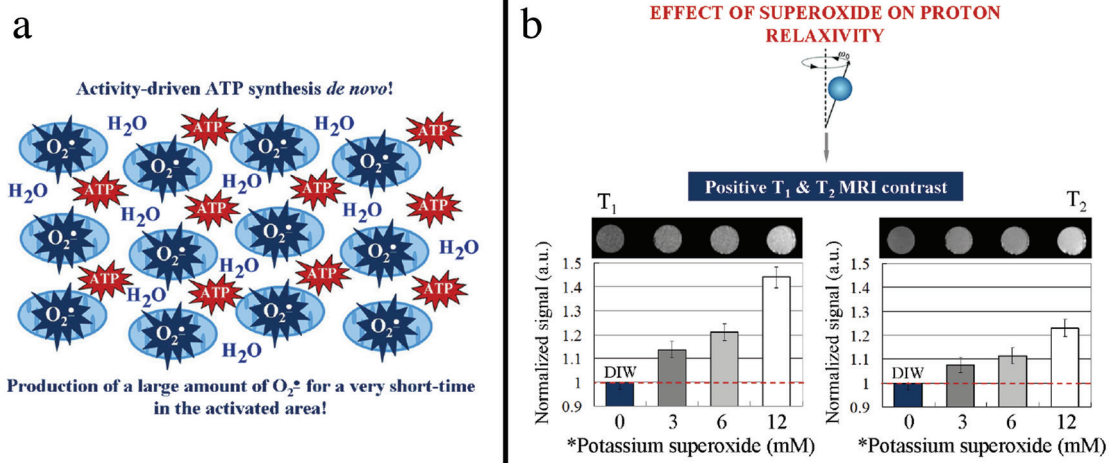 a
Activity-driven ATP synthesis de novo!
H₂O ATP H₂O ATP
O₂•̲ O₂•̲ O₂•̲ O₂•̲
H₂O ATP H₂O ATP
H₂O ATP H₂O ATP
O₂•̲ O₂•̲ O₂•̲ O₂•̲ H₂O
ATP H₂O ATP
H₂O ATP H₂O ATP
O₂•̲ O₂•̲ O₂•̲ O₂•̲
H₂O
Production of a large amount of O₂•̲ for a very short-time
in the activated area!
b
EFFECT OF SUPEROXIDE ON PROTON
RELAXIVITY
ω₀
Positive T₁ & T₂ MRI contrast
T₁
Normalized signal (a.u.)
1.5
1.4
1.3
1.2
1.1
1
0.9
DIW
0 3 6 12
*Potassium superoxide (mM)
T₂
Normalized signal (a.u.)
1.5
1.4
1.3
1.2
1.1
1
0.9
DIW
0 3 6 12
*Potassium superoxide (mM)